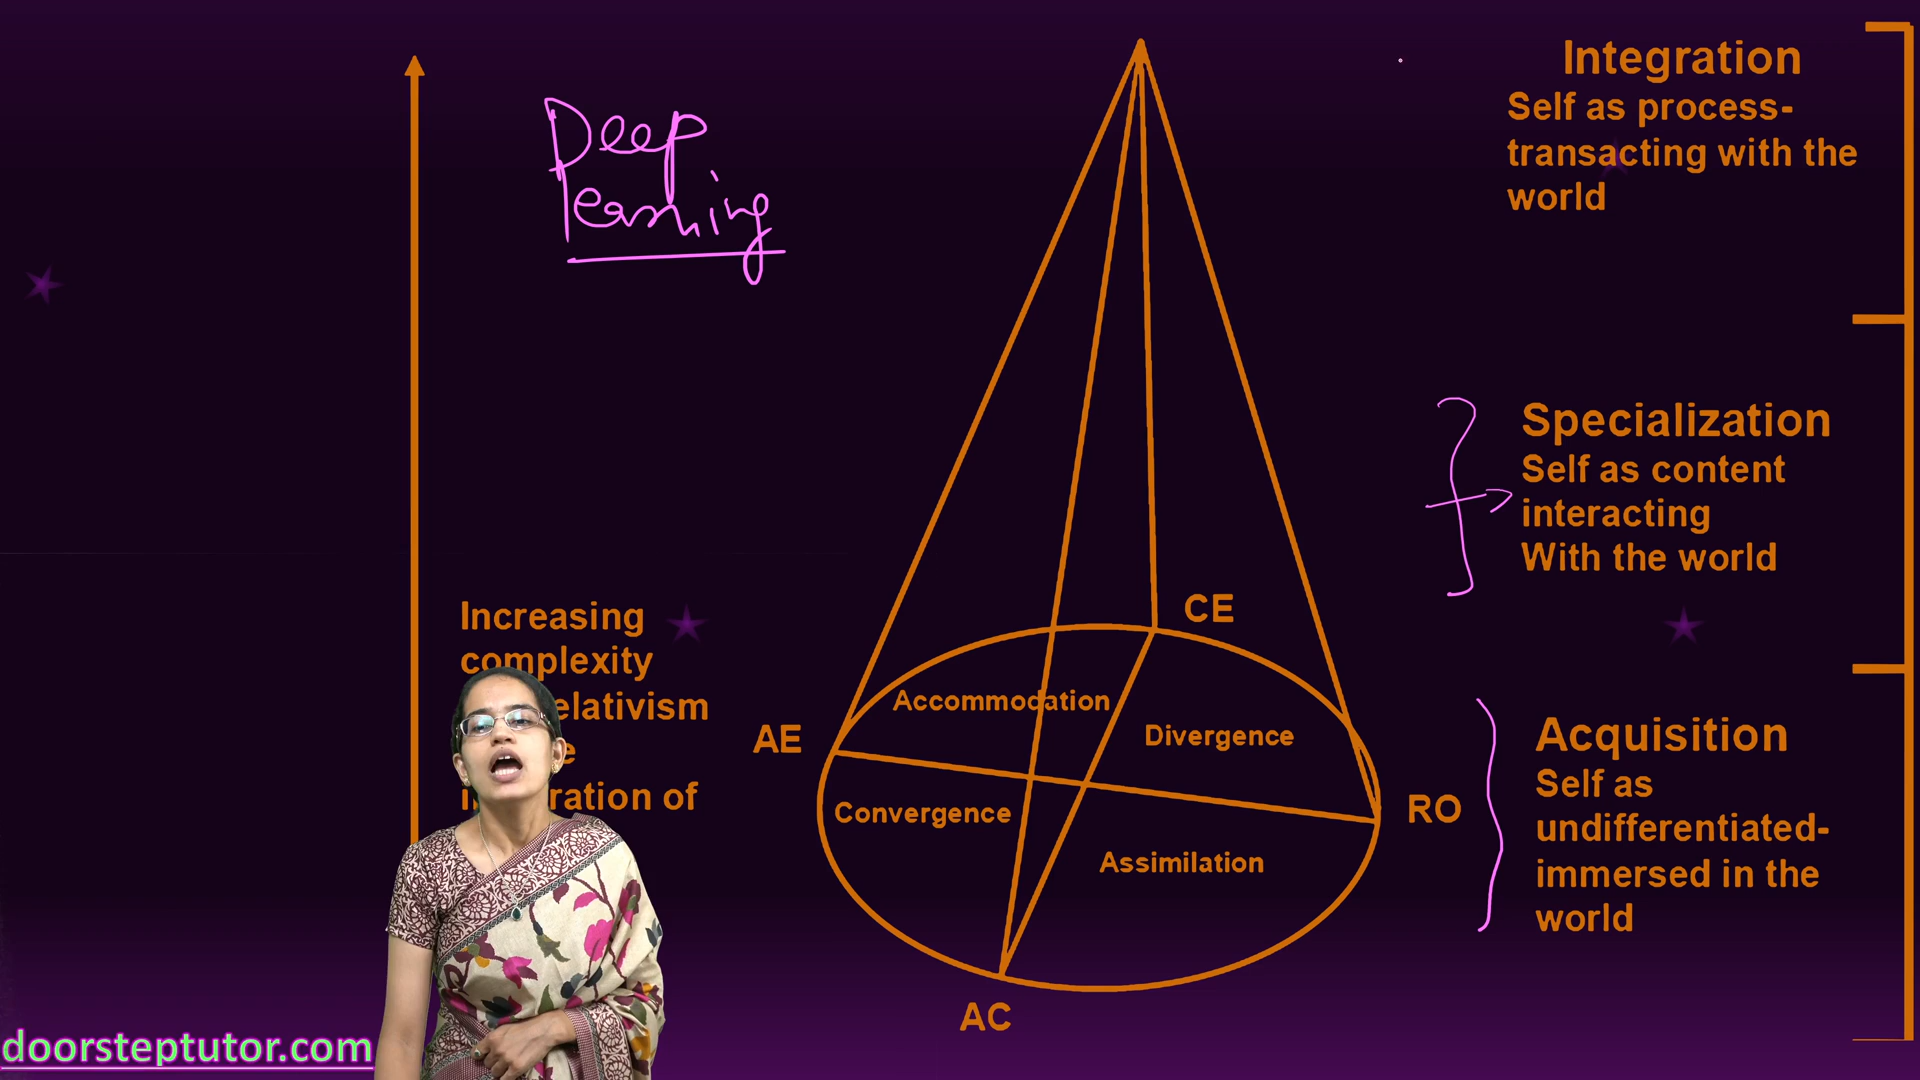 Deep
learning
Integration
Self as process-
transacting with the
world
Specialization
Self as content
interacting
With the world
Acquisition
Self as
undifferentiated-
immersed in the
world
Increasing
complexity
elativism
ration of
CE
Accommodation
Divergence
AE
Convergence
RO
Assimilation
AC
doorsteptutor.com